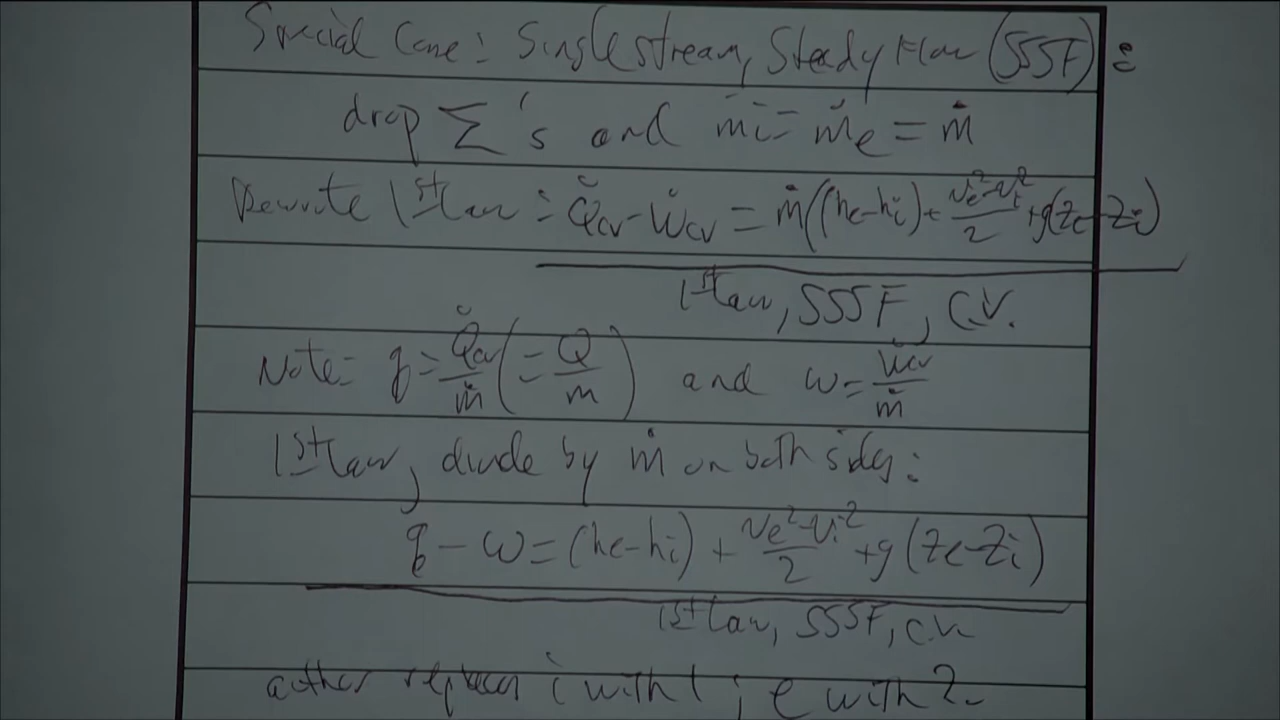 Special Case: Single stream, Steady Flow (SSSF):
drop Σ's and ṁi = ṁe = ṁ
Rewrite 1st Law: Q̇cv - Ẇcv = ṁ((he-hi) + (Ve²-Vi²)/2 + g(Ze-Zi)
1st Law, SSSF, C.V.
Note: q = Q̇cv/ṁ (= Q/m) and w = Ẇcv/ṁ
1st Law, divide by ṁ on both sides:
q - w = (he-hi) + (Ve²-Vi²)/2 + g(Ze-Zi)
1st Law, SSSF, C.V.
author replaces i with 1; e with 2.